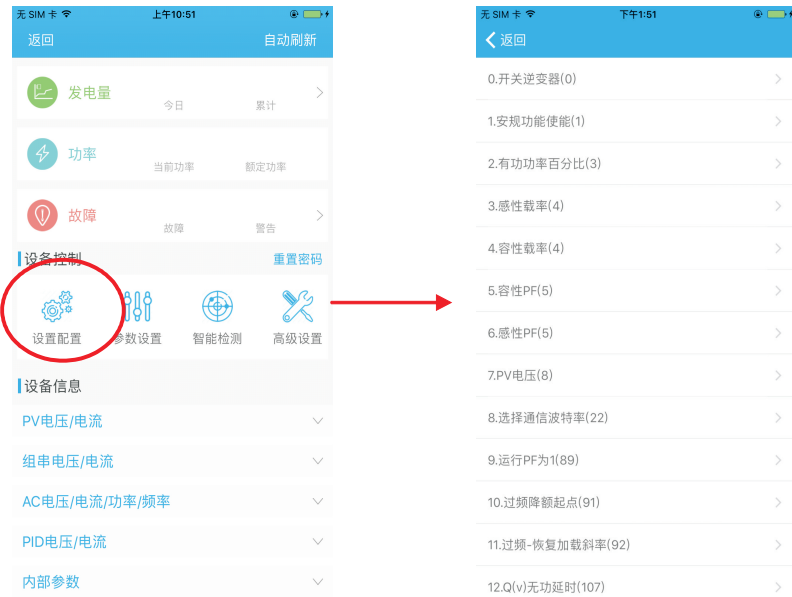 无 SIM 卡 上午10:51
返回 自动刷新
发电量 今日 累计
功率 当前功率 额定功率
故障 故障 警告
设备控制 重置密码
设置配置 参数设置 智能检测 高级设置
设备信息
PV电压/电流
组串电压/电流
AC电压/电流/功率/频率
PID电压/电流
内部参数
无 SIM 卡 下午1:51
返回
0.开关逆变器(0)
1.安规功能使能(1)
2.有功功率百分比(3)
3.感性载率(4)
4.容性载率(4)
5.容性PF(5)
6.感性PF(5)
7.PV电压(8)
8.选择通信波特率(22)
9.运行PF为1(89)
10.过频降额起点(91)
11.过频-恢复加载斜率(92)
12.Q(v)无功延时(107)